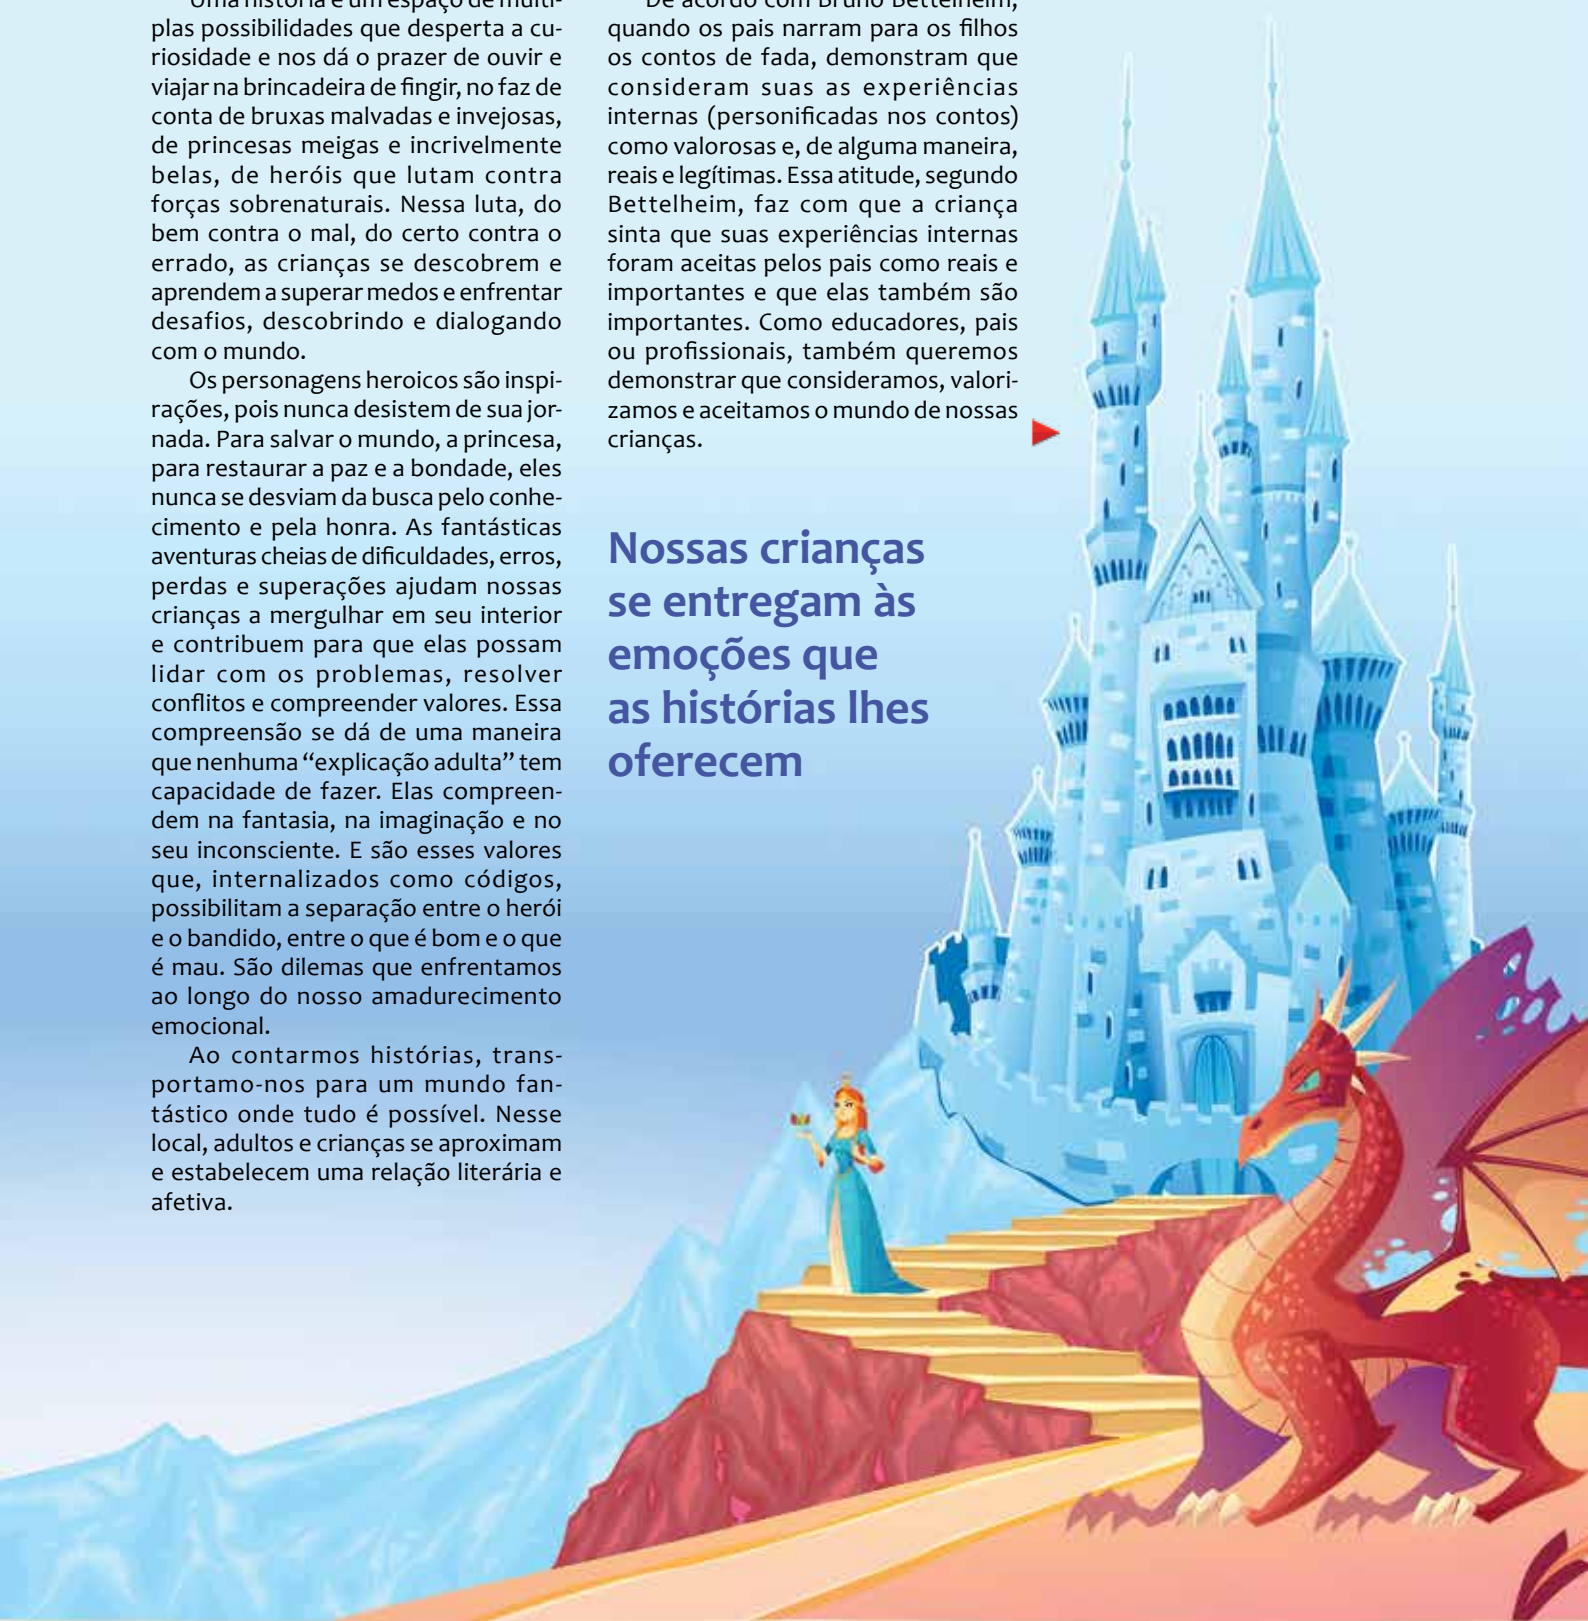 Uma história é um espaço de múlti-
plas possibilidades que desperta a cu-
riosidade e nos dá o prazer de ouvir e
viajar na brincadeira de fingir, no faz de
conta de bruxas malvadas e invejosas,
de princesas meigas e incrivelmente
belas, de heróis que lutam contra
forças sobrenaturais. Nessa luta, do
bem contra o mal, do certo contra o
errado, as crianças se descobrem e
aprendem a superar medos e enfrentar
desafios, descobrindo e dialogando
com o mundo.
Os personagens heroicos são inspi-
rações, pois nunca desistem de sua jor-
nada. Para salvar o mundo, a princesa,
para restaurar a paz e a bondade, eles
nunca se desviam da busca pelo conhe-
cimento e pela honra. As fantásticas
aventuras cheias de dificuldades, erros,
perdas e superações ajudam nossas
crianças a mergulhar em seu interior
e contribuem para que elas possam
lidar com os problemas, resolver
conflitos e compreender valores. Essa
compreensão se dá de uma maneira
que nenhuma “explicação adulta” tem
capacidade de fazer. Elas compreen-
dem na fantasia, na imaginação e no
seu inconsciente. E são esses valores
que, internalizados como códigos,
possibilitam a separação entre o herói
e o bandido, entre o que é bom e o que
é mau. São dilemas que enfrentamos
ao longo do nosso amadurecimento
emocional.
Ao contarmos histórias, trans-
portamo-nos para um mundo fan-
tástico onde tudo é possível. Nesse
local, adultos e crianças se aproximam
e estabelecem uma relação literária e
afetiva.
De acordo com Bruno Bettelheim,
quando os pais narram para os filhos
os contos de fada, demonstram que
consideram suas as experiências
internas (personificadas nos contos)
como valorosas e, de alguma maneira,
reais e legítimas. Essa atitude, segundo
Bettelheim, faz com que a criança
sinta que suas experiências internas
foram aceitas pelos pais como reais e
importantes e que elas também são
importantes. Como educadores, pais
ou profissionais, também queremos
demonstrar que consideramos, valori-
zamos e aceitamos o mundo de nossas
crianças.
Nossas crianças
se entregam às
emoções que
as histórias lhes
oferecem